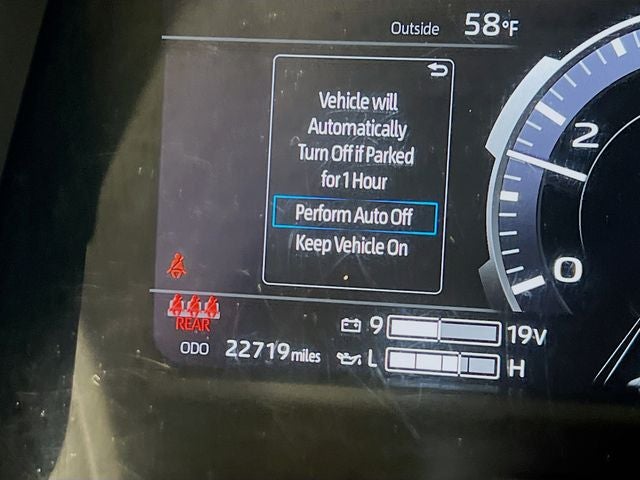 Outside 58°F
Vehicle will
Automatically
Turn Off if Parked
for 1 Hour
Perform Auto Off
Keep Vehicle On
2
0
REAR
9 19V
ODO 22719 miles
L H